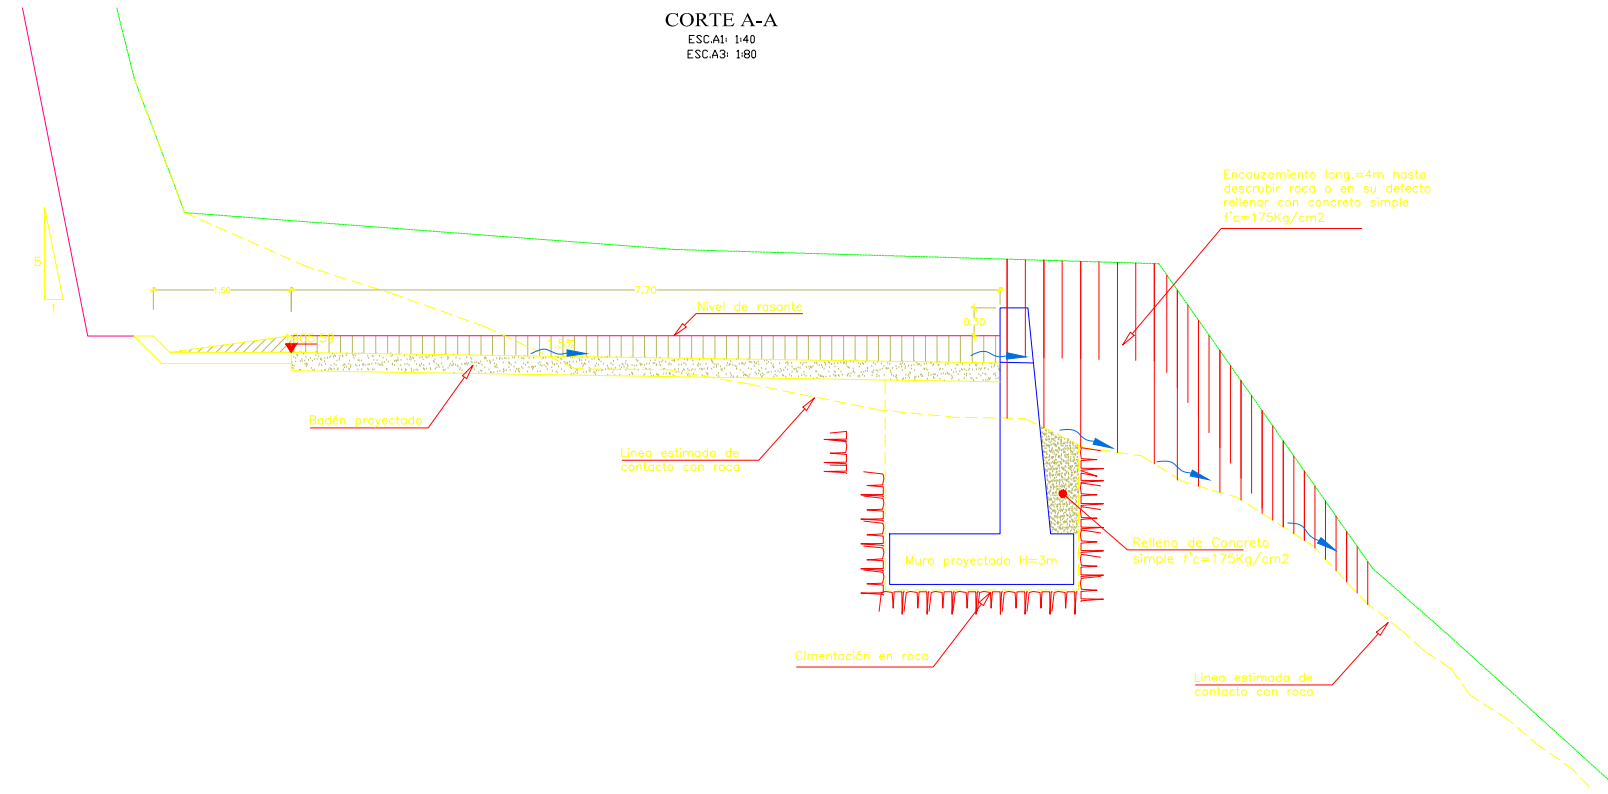 CORTE A-A
ESC.A1: 1:40
ESC.A3: 1:80
Encauzamiento long.=4m hasta
descrubir roca o en su defecto
rellenar con concreto simple
f'c=175Kg/cm2
5
1
1.50
7.70
Nivel de rasante
0.30
1.5%
Badén proyectado
Linea estimada de
contacto con roca
Relleno de Concreto
simple f'c=175Kg/cm2
Muro proyectado H=3m
Cimentación en roca
Linea estimada de
contacto con roca